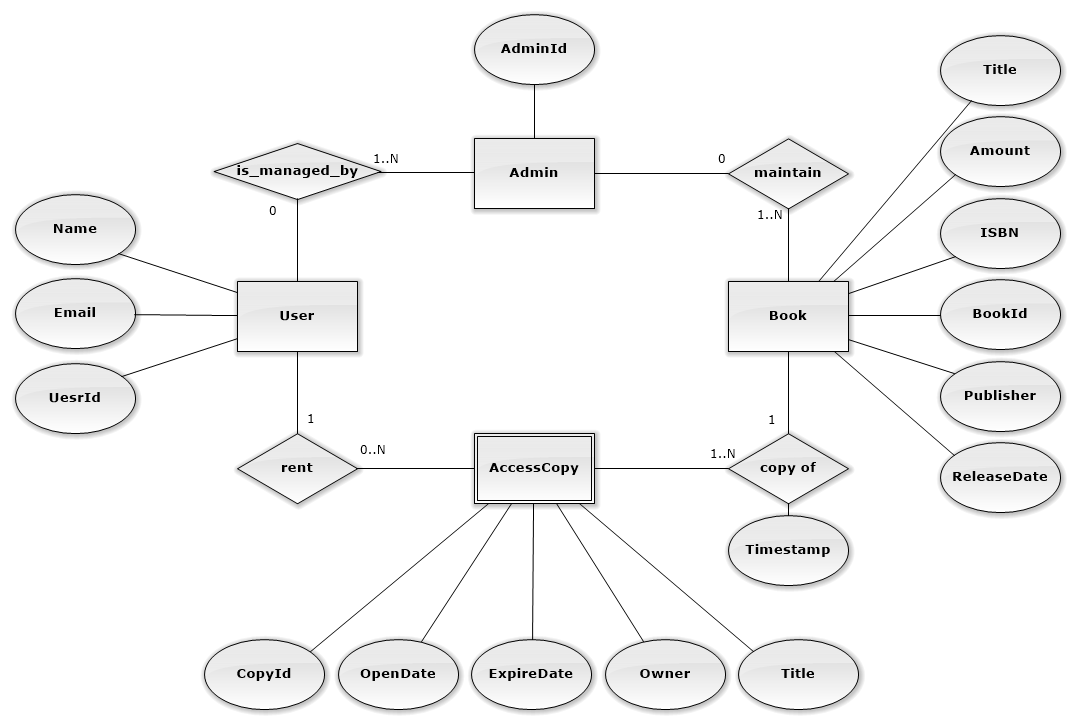 AdminId
Title
Amount
1..N
0
is_managed_by
Admin
maintain
0
1..N
Name
ISBN
Email
User
Book
BookId
UesrId
Publisher
1
1
0..N
1..N
rent
AccessCopy
copy of
ReleaseDate
Timestamp
CopyId
OpenDate
ExpireDate
Owner
Title